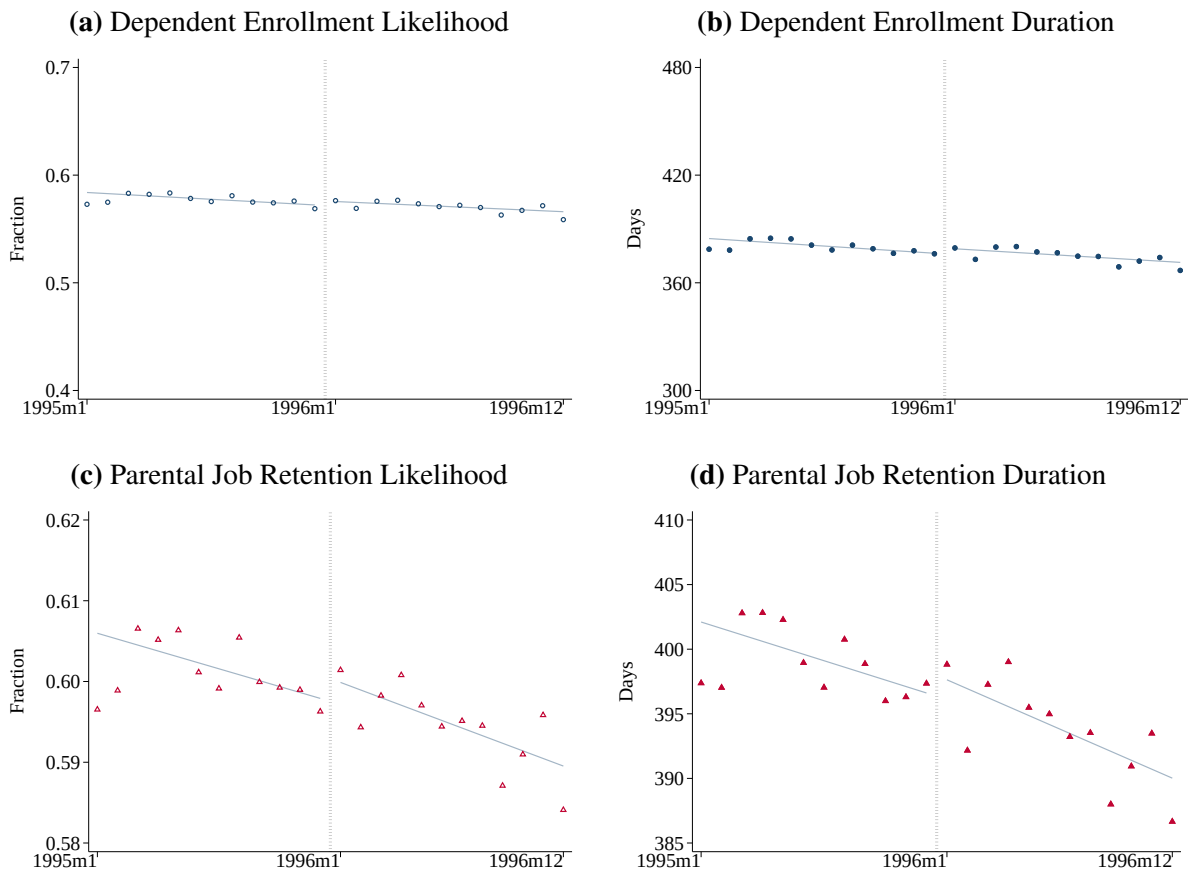 (a) Dependent Enrollment Likelihood
0.7
0.6
0.5
0.4
Fraction
1995m1
1996m1
1996m12
(b) Dependent Enrollment Duration
480
420
360
300
Days
1995m1
1996m1
1996m12
(c) Parental Job Retention Likelihood
0.62
0.61
0.60
0.59
0.58
Fraction
1995m1
1996m1
1996m12
(d) Parental Job Retention Duration
410
405
400
395
390
385
Days
1995m1
1996m1
1996m12